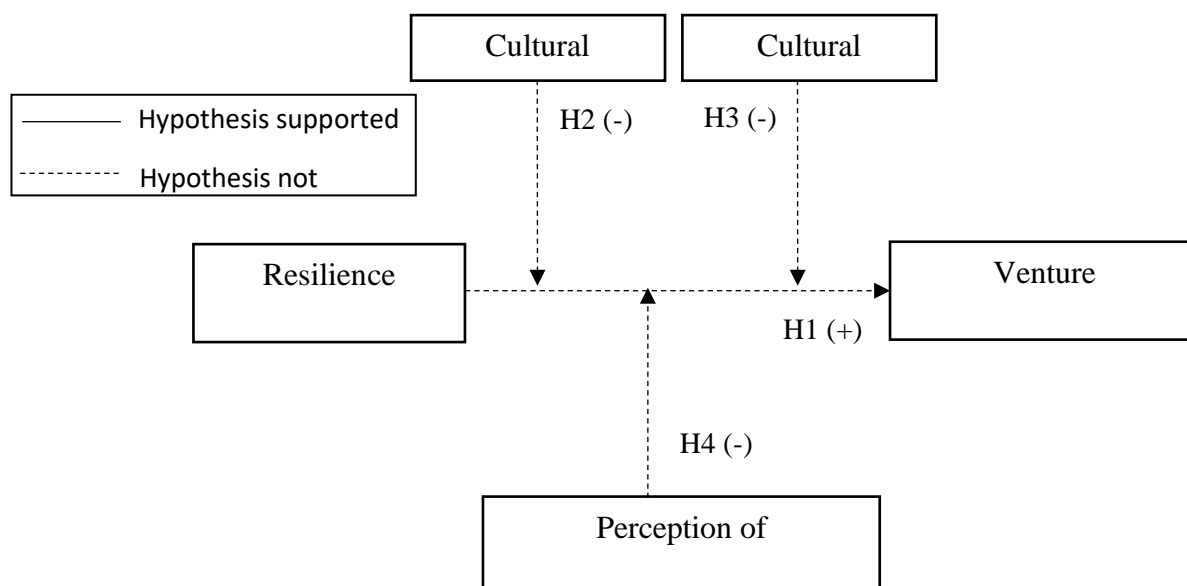 Cultural
Cultural
Hypothesis supported
Hypothesis not
H2 (-)
H3 (-)
Resilience
Venture
H1 (+)
H4 (-)
Perception of